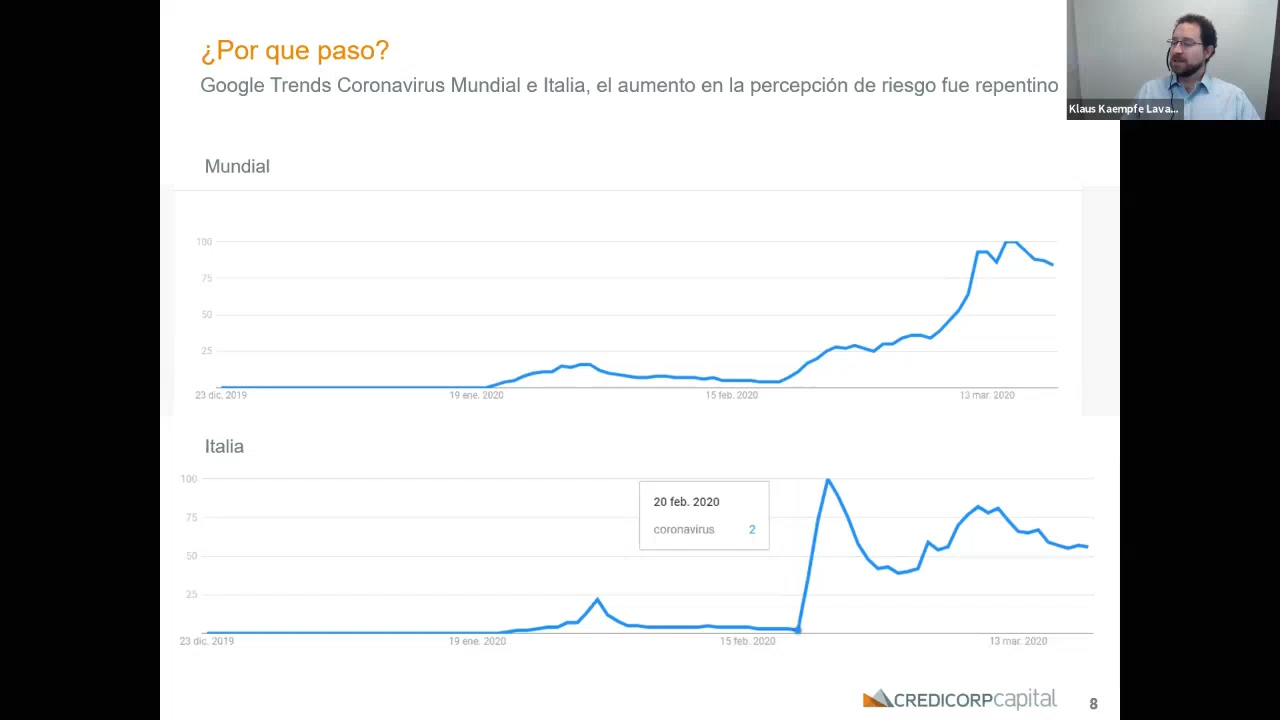 ¿Por que paso?
Google Trends Coronavirus Mundial e Italia, el aumento en la percepción de riesgo fue repentino
Klaus Kaempfe Lava...
Mundial
100
75
50
25
23 dic. 2019 19 ene. 2020 15 feb. 2020 13 mar. 2020
Italia
100
75
50
25
20 feb. 2020
coronavirus 2
23 dic. 2019 19 ene. 2020 15 feb. 2020 13 mar. 2020
CREDICORPcapital
8